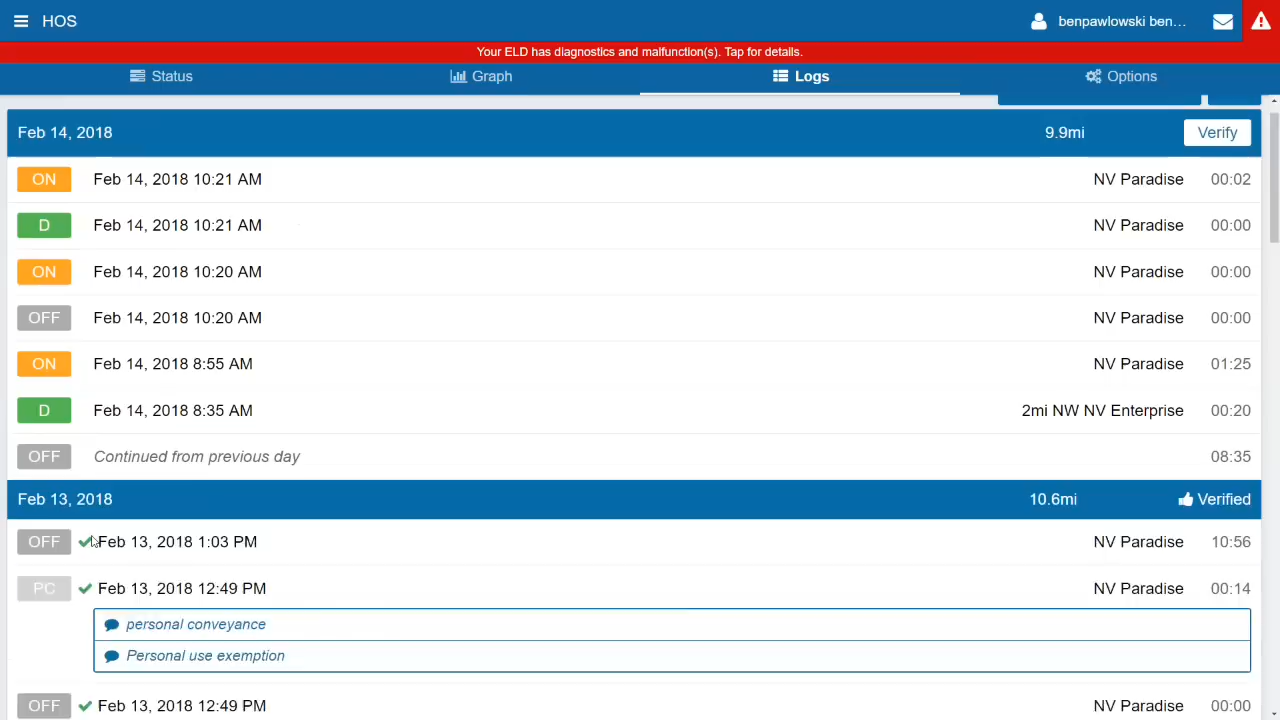 HOS benpawlowski ben...
Your ELD has diagnostics and malfunction(s). Tap for details.
Status Graph Logs Options
Feb 14, 2018 9.9mi Verify
ON Feb 14, 2018 10:21 AM NV Paradise 00:02
D Feb 14, 2018 10:21 AM NV Paradise 00:00
ON Feb 14, 2018 10:20 AM NV Paradise 00:00
OFF Feb 14, 2018 10:20 AM NV Paradise 00:00
ON Feb 14, 2018 8:55 AM NV Paradise 01:25
D Feb 14, 2018 8:35 AM 2mi NW NV Enterprise 00:20
OFF Continued from previous day 08:35
Feb 13, 2018 10.6mi Verified
OFF Feb 13, 2018 1:03 PM NV Paradise 10:56
PC Feb 13, 2018 12:49 PM NV Paradise 00:14
personal conveyance
Personal use exemption
OFF Feb 13, 2018 12:49 PM NV Paradise 00:00